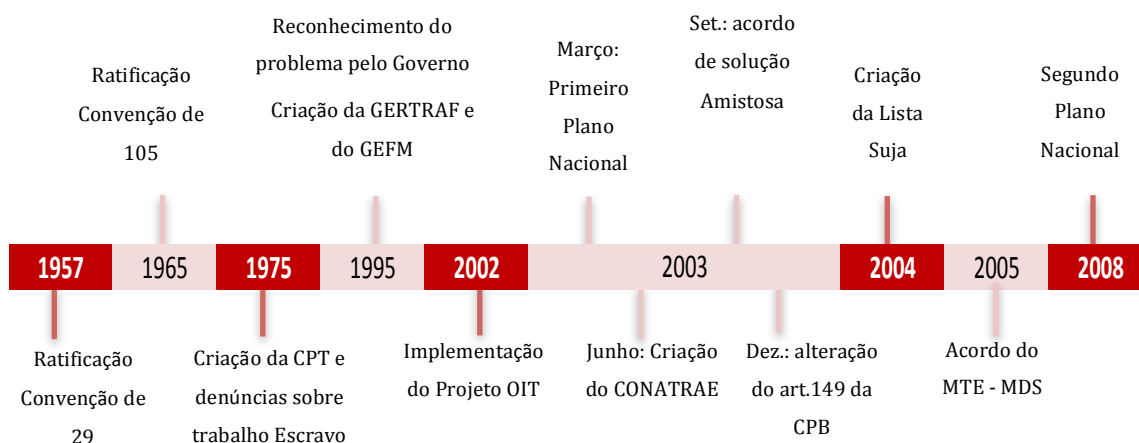 Ratificação
Convenção de
105
Reconhecimento do
problema pelo Governo
Criação da GERTRAF e
do GEFM
Março:
Primeiro
Plano
Nacional
Set.: acordo
de solução
Amistosa
Criação
da Lista
Suja
Segundo
Plano
Nacional
1957 1965 1975 1995 2002 2003 2004 2005 2008
Ratificação
Convenção de
29
Criação da CPT e
denúncias sobre
trabalho Escravo
Implementação
do Projeto OIT
Junho: Criação
do CONATRAE
Dez.: alteração
do art.149 da
CPB
Acordo do
MTE - MDS